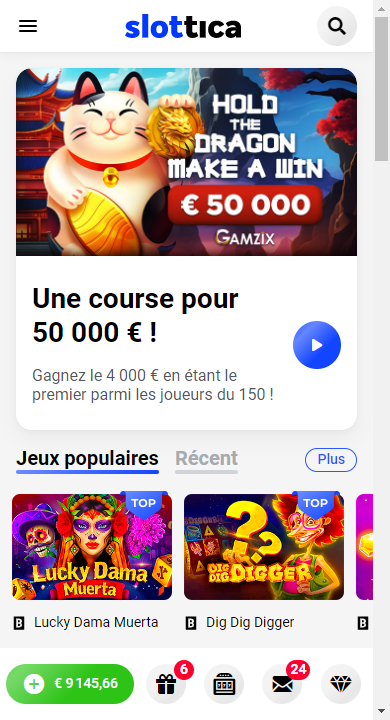 slottica
HOLD
THE
DRAGON
MAKE A WIN
€ 50 000
GAMZIX
Une course pour
50 000 € !
Gagnez le 4 000 € en étant le
premier parmi les joueurs du 150 !
Jeux populaires
Récent
Plus
TOP
TOP
Lucky Dama
Muerta
DIG
DIG DIGGER
B Lucky Dama Muerta
B Dig Dig Digger
B
€ 9 145,66
6
24